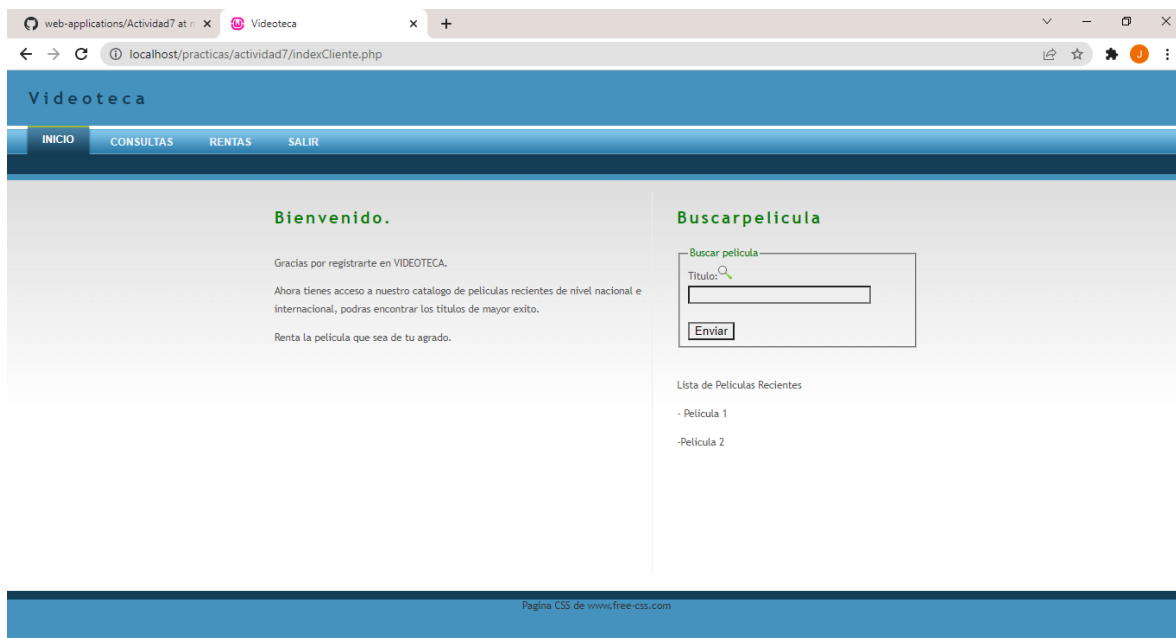 web-applications/Actividad7 at m
Videoteca
localhost/practicas/actividad7/indexCliente.php
J
Videoteca
INICIO CONSULTAS RENTAS SALIR
Bienvenido.
Gracias por registrarte en VIDEOTECA.
Ahora tienes acceso a nuestro catalogo de peliculas recientes de nivel nacional e
internacional, podras encontrar los titulos de mayor exito.
Renta la pelicula que sea de tu agrado.
Buscarpelicula
Buscar pelicula
Titulo:
Enviar
Lista de Peliculas Recientes
- Pelicula 1
-Pelicula 2
Pagina CSS de www.free-css.com